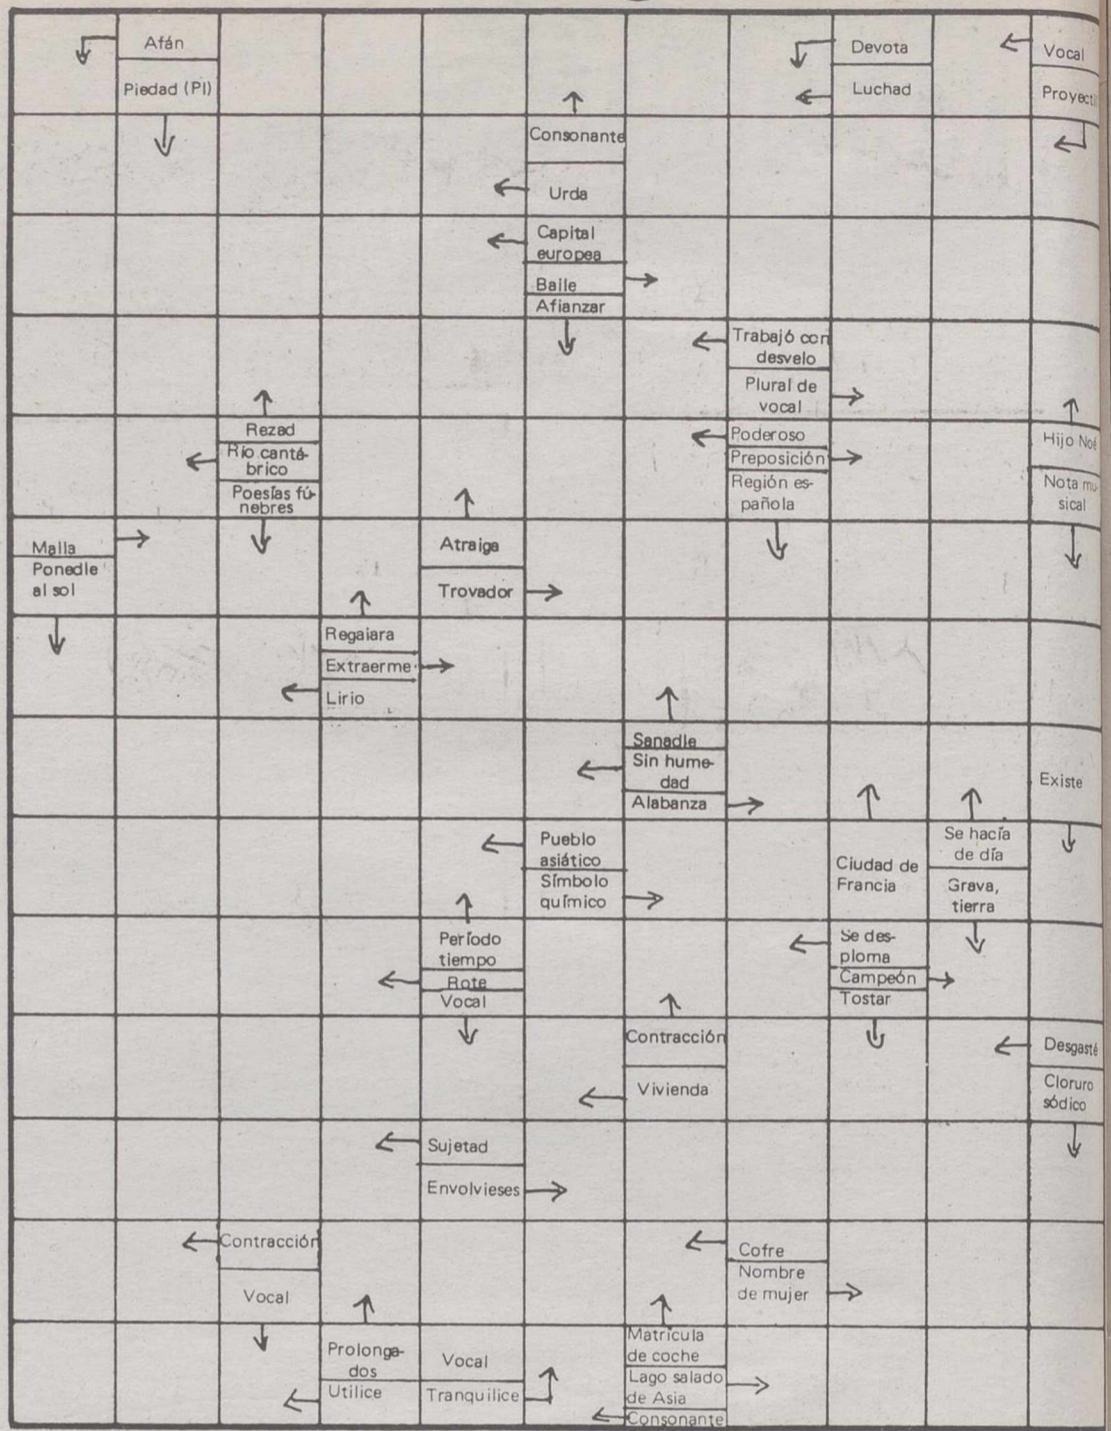 Afán
Piedad (PI)
Devota
Luchad
Vocal
Proyectil
Consonante
Urda
Capital
europea
Baile
Afianzar
Trabajó con
desvelo
Plural de
vocal
Rezad
Río cantá-
brico
Poesías fú-
nebres
Poderoso
Preposición
Región es-
pañola
Hijo Noé
Nota mu-
sical
Malla
Ponedle
al sol
Atraiga
Trovador
Regaiara
Extraerme
Lirio
Sanadle
Sin hume-
dad
Alabanza
Existe
Pueblo
asiático
Símbolo
químico
Ciudad de
Francia
Se hacía
de día
Grava,
tierra
Período
tiempo
Rote
Vocal
Se des-
ploma
Campeón
Tostar
Contracción
Vivienda
Desgasté
Cloruro
sódico
Sujetad
Envolvieses
Contracción
Vocal
Cofre
Nombre
de mujer
Prolonga-
dos
Utilice
Vocal
Tranquilice
Matrícula
de coche
Lago salado
de Asia
Consonante